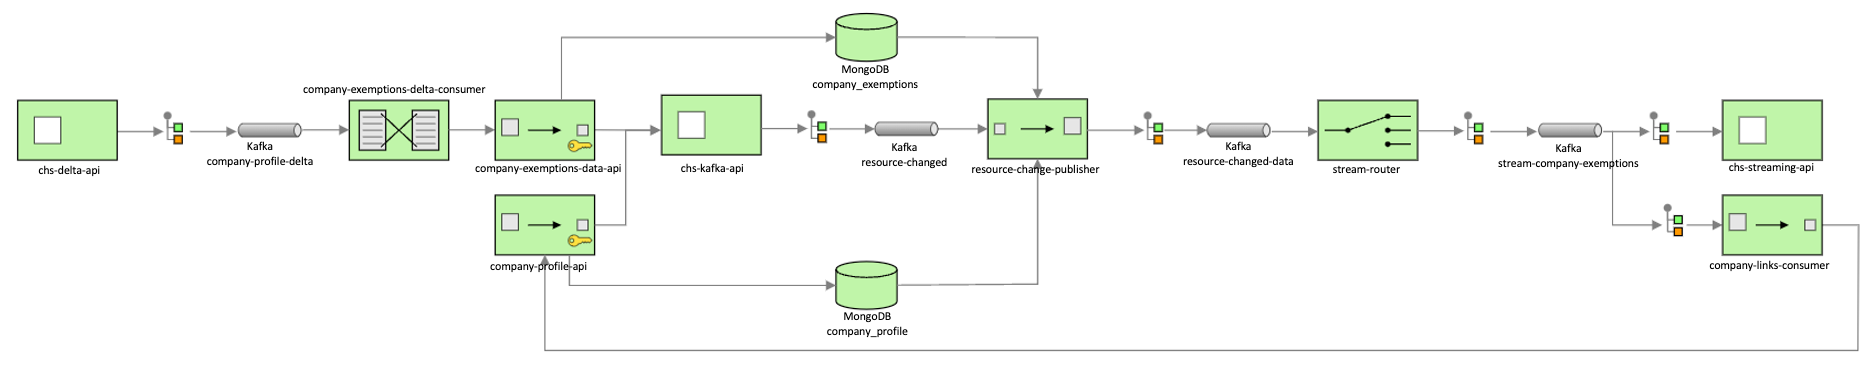 MongoDB
company_exemptions
company-exemptions-delta-consumer
chs-delta-api
Kafka
company-profile-delta
company-exemptions-data-api
chs-kafka-api
Kafka
resource-changed
resource-change-publisher
Kafka
resource-changed-data
stream-router
Kafka
stream-company-exemptions
chs-streaming-api
company-profile-api
company-links-consumer
MongoDB
company_profile